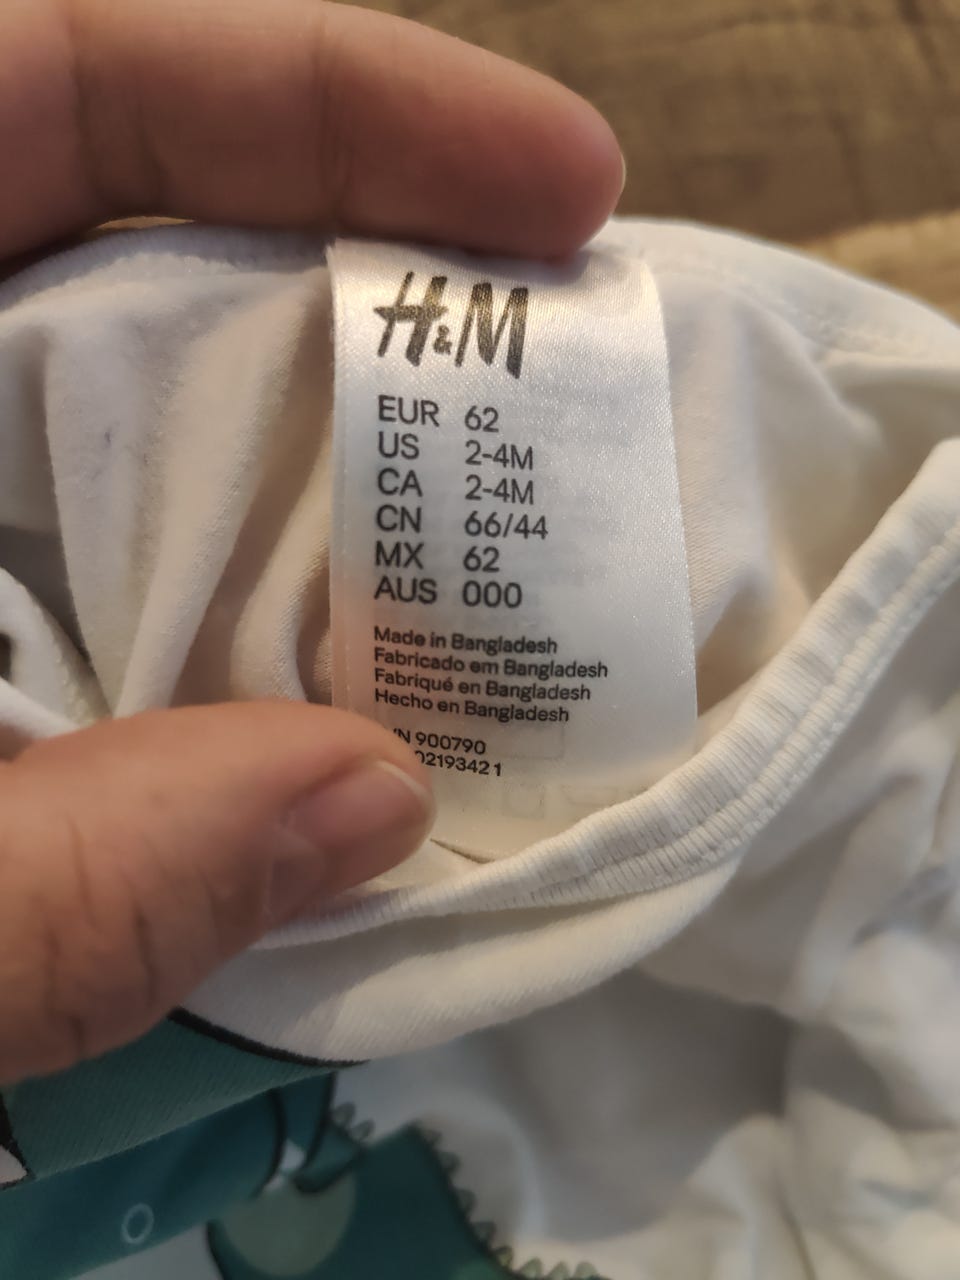 H&M
EUR 62
US 2-4M
CA 2-4M
CN 66/44
MX 62
AUS 000
Made in Bangladesh
Fabricado em Bangladesh
Fabriqué en Bangladesh
Hecho en Bangladesh
900790